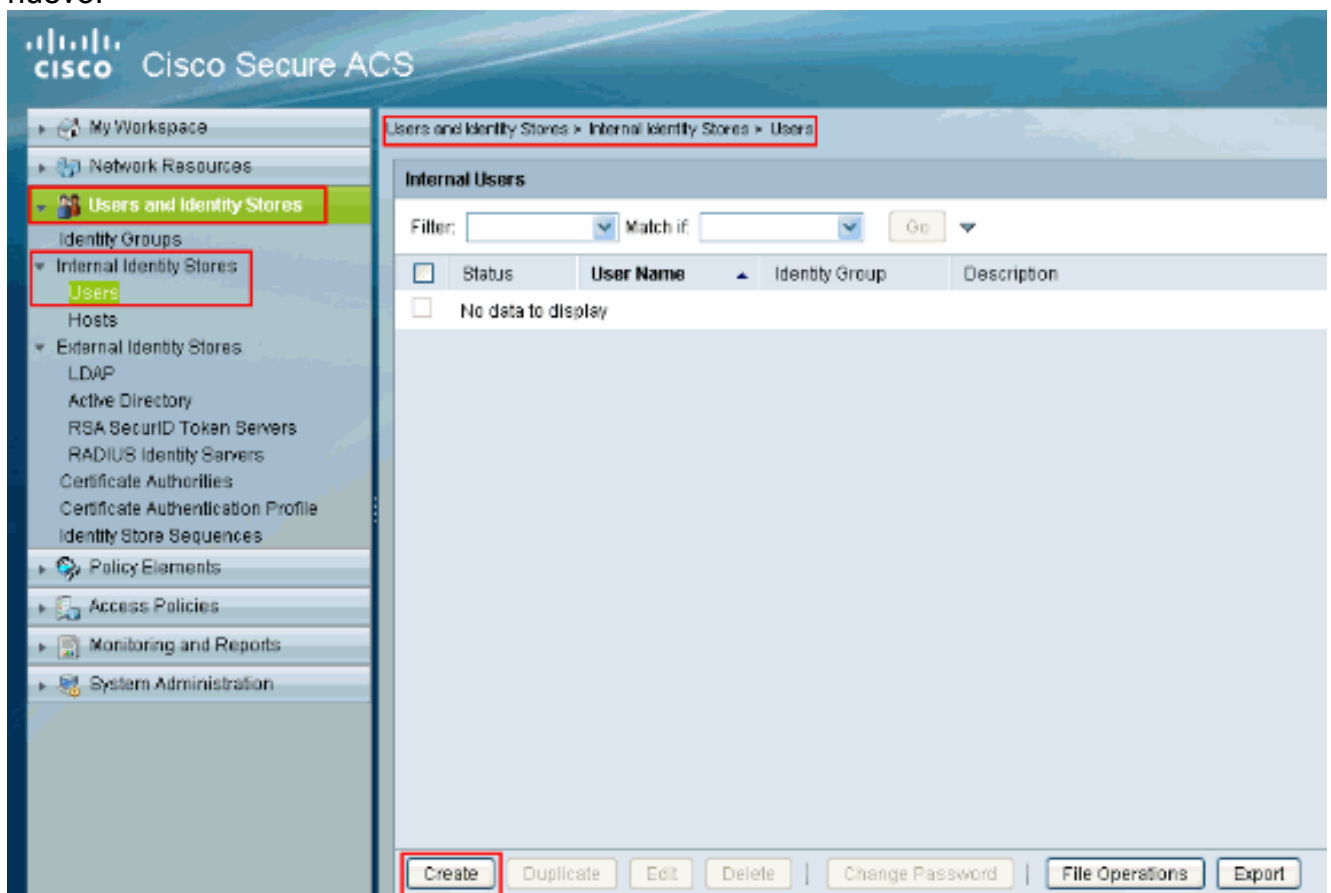 nuevo.
CISCO Cisco Secure ACS
My Workspace
Network Resources
Users and Identity Stores
Identity Groups
Internal Identity Stores
Users
Hosts
External Identity Stores
LDAP
Active Directory
RSA SecurID Token Servers
RADIUS Identity Servers
Certificate Authorities
Certificate Authentication Profile
Identity Store Sequences
Policy Elements
Access Policies
Monitoring and Reports
System Administration
Users and Identity Stores > Internal Identity Stores > Users
Internal Users
Filter: Match if: Go
Status User Name Identity Group Description
No data to display
Create Duplicate Edit Delete | Change Password | File Operations Export